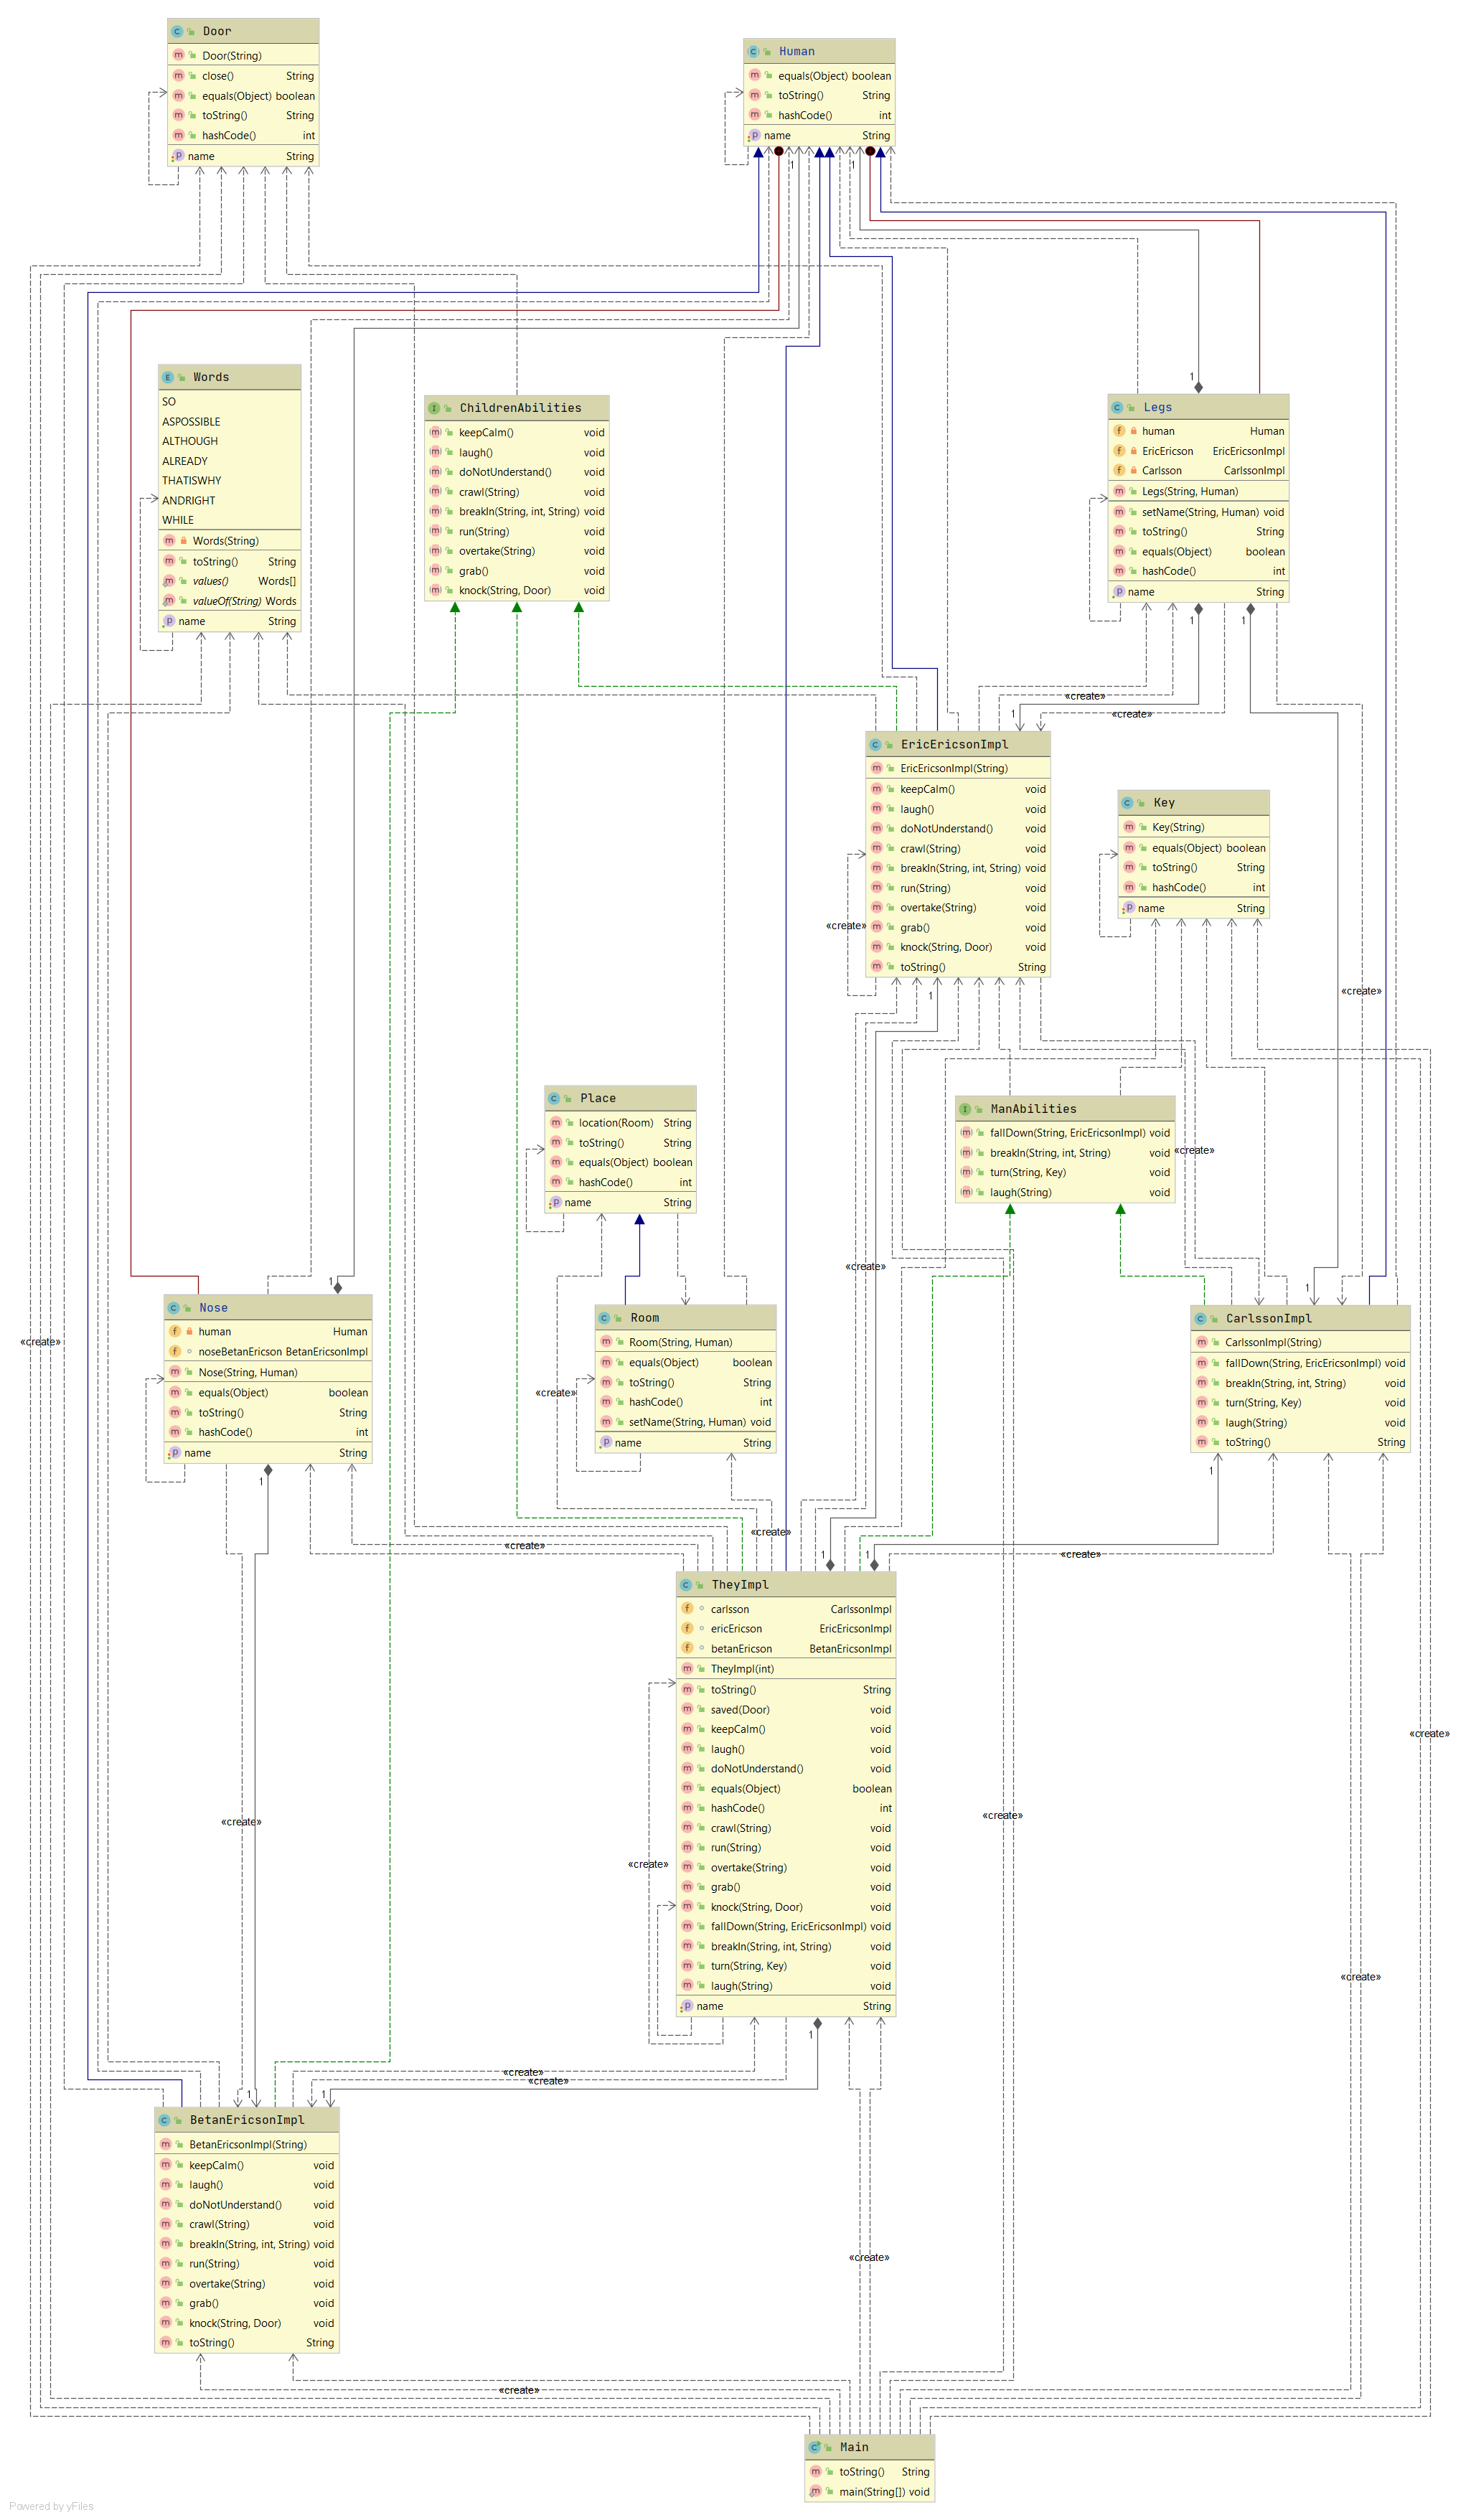 Door
Door(String)
close() String
equals(Object) boolean
toString() String
hashCode() int
name String
Human
equals(Object) boolean
toString() String
hashCode() int
name String
1
1
Words
SO
ASPOSSIBLE
ALTHOUGH
ALREADY
THATISWHY
ANDRIGHT
WHILE
Words(String)
toString() String
values() Words[]
valueOf(String) Words
name String
ChildrenAbilities
keepCalm() void
laugh() void
doNotUnderstand() void
crawl(String) void
breakIn(String, int, String) void
run(String) void
overtake(String) void
grab() void
knock(String, Door) void
1
Legs
human Human
EricEricson EricEricsonImpl
Carlsson CarlssonImpl
Legs(String, Human)
setName(String, Human) void
toString() String
equals(Object) boolean
hashCode() int
name String
1
1
«create»
1
«create»
EricEricsonImpl
EricEricsonImpl(String)
keepCalm() void
laugh() void
doNotUnderstand() void
crawl(String) void
breakIn(String, int, String) void
run(String) void
overtake(String) void
grab() void
knock(String, Door) void
toString() String
«create»
1
Key
Key(String)
equals(Object) boolean
toString() String
hashCode() int
name String
«create»
Place
location(Room) String
toString() String
equals(Object) boolean
hashCode() int
name String
ManAbilities
fallDown(String, EricEricsonImpl) void
breakIn(String, int, String) void
turn(String, Key) void
laugh(String) void
«create»
«create»
1
1
Nose
human Human
noseBetanEricson BetanEricsonImpl
Nose(String, Human)
equals(Object) boolean
toString() String
hashCode() int
name String
1
«create»
Room
Room(String, Human)
equals(Object) boolean
toString() String
hashCode() int
setName(String, Human) void
name String
«create»
CarlssonImpl
CarlssonImpl(String)
fallDown(String, EricEricsonImpl) void
breakIn(String, int, String) void
turn(String, Key) void
laugh(String) void
toString() String
1
«create»
«create»
1
1
«create»
TheyImpl
carlsson CarlssonImpl
ericEricson EricEricsonImpl
betanEricson BetanEricsonImpl
TheyImpl(int)
toString() String
saved(Door) void
keepCalm() void
laugh() void
doNotUnderstand() void
equals(Object) boolean
hashCode() int
crawl(String) void
run(String) void
overtake(String) void
grab() void
knock(String, Door) void
fallDown(String, EricEricsonImpl) void
breakIn(String, int, String) void
turn(String, Key) void
laugh(String) void
name String
«create»
«create»
«create»
«create»
«create»
1
«create»
«create»
1
1
BetanEricsonImpl
BetanEricsonImpl(String)
keepCalm() void
laugh() void
doNotUnderstand() void
crawl(String) void
breakIn(String, int, String) void
run(String) void
overtake(String) void
grab() void
knock(String, Door) void
toString() String
«create»
«create»
Main
toString() String
main(String[]) void
Powered by yFiles